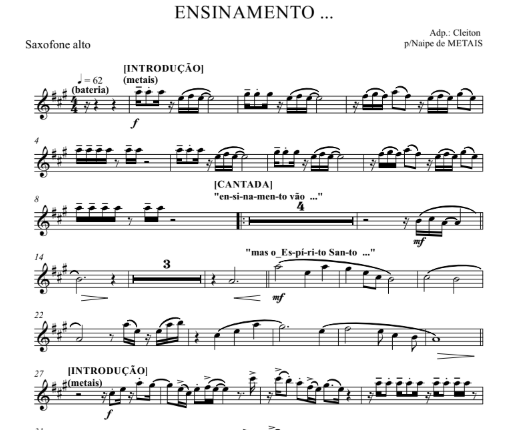 ENSINAMENTO ...
Adp.: Cleiton
Saxofone alto
p/Naipe de METAIS
[INTRODUÇÃO]
♩ = 62
(metais)
(bateria)
f
4
8
[CANTADA]
"en-si-na-men-to vão ..."
4
mf
14
3
"mas o_Es-pí-ri-to San-to ..."
mf
22
27
[INTRODUÇÃO]
(metais)
f